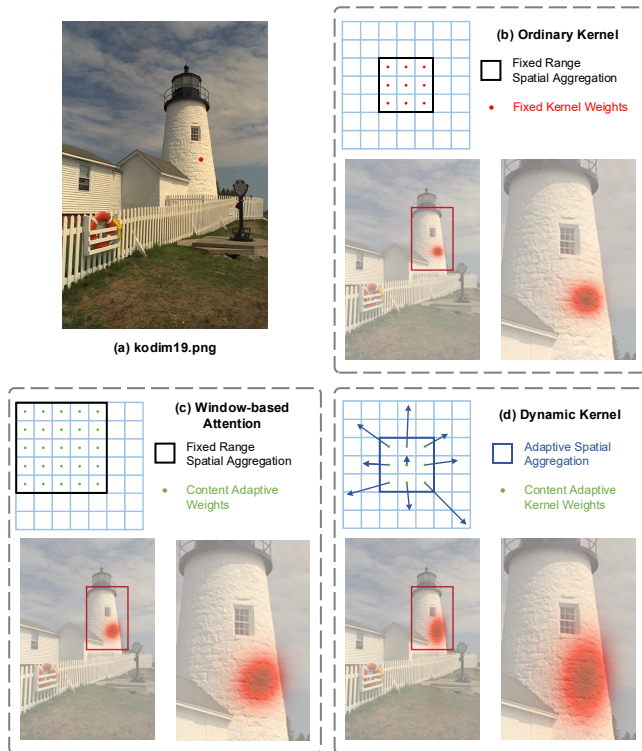 (a) kodim19.png
(b) Ordinary Kernel
Fixed Range
Spatial Aggregation
Fixed Kernel Weights
(c) Window-based
Attention
Fixed Range
Spatial Aggregation
Content Adaptive
Weights
(d) Dynamic Kernel
Adaptive Spatial
Aggregation
Content Adaptive
Kernel Weights